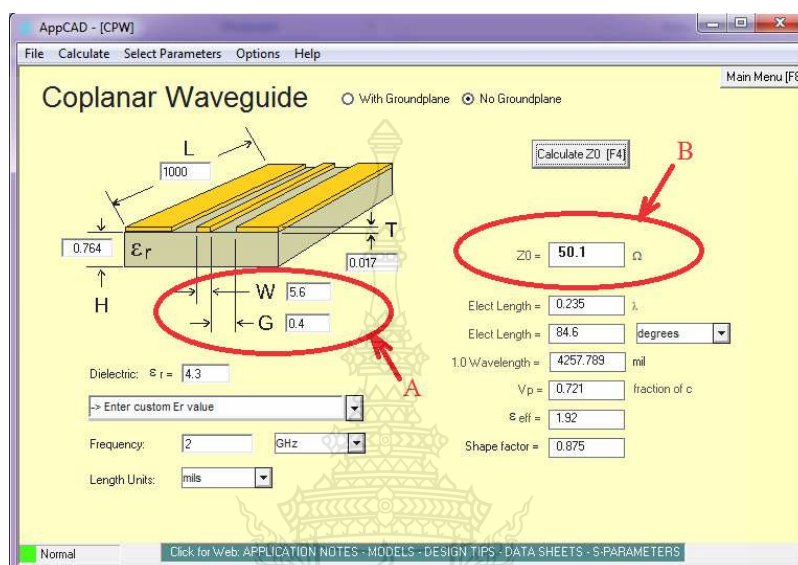 AppCAD - [CPW]
File Calculate Select Parameters Options Help
Main Menu [F8
Coplanar Waveguide
With Groundplane
No Groundplane
L
1000
Calculate Z0 [F4]
B
0.764
εr
T
0.017
Z0 = 50.1 Ω
H
W 5.6
G 0.4
A
Elect Length = 0.235 λ
Elect Length = 84.6 degrees
1.0 Wavelength = 4257.789 mil
Vp = 0.721 fraction of c
ε eff = 1.92
Shape factor = 0.875
Dielectric: ε r = 4.3
-> Enter custom Er value
Frequency: 2 GHz
Length Units: mils
Normal
Click for Web: APPLICATION NOTES - MODELS - DESIGN TIPS - DATA SHEETS - S-PARAMETERS